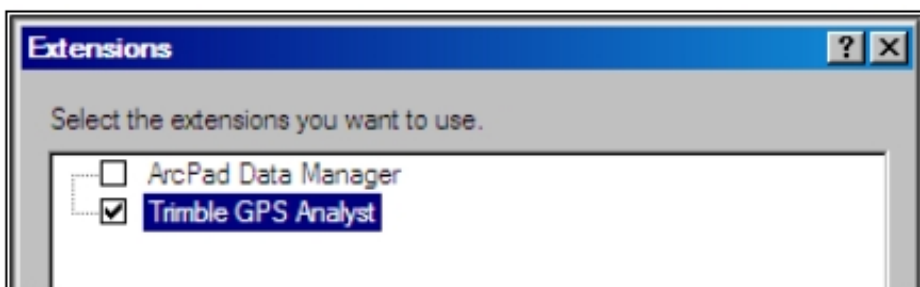 Extensions
?
Select the extensions you want to use.
ArcPad Data Manager
Trimble GPS Analyst